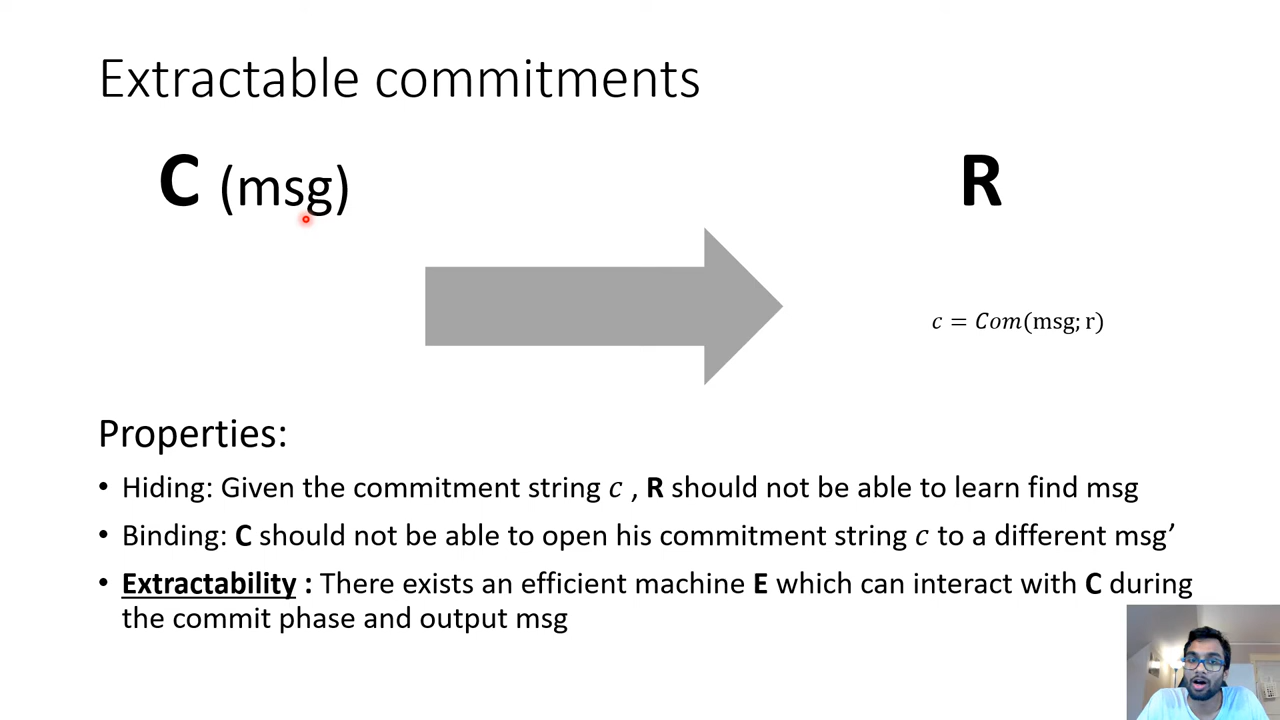 Extractable commitments
C (msg)
R
c = Com(msg; r)
Properties:
• Hiding: Given the commitment string c , R should not be able to learn find msg
• Binding: C should not be able to open his commitment string c to a different msg’
• Extractability : There exists an efficient machine E which can interact with C during
the commit phase and output msg